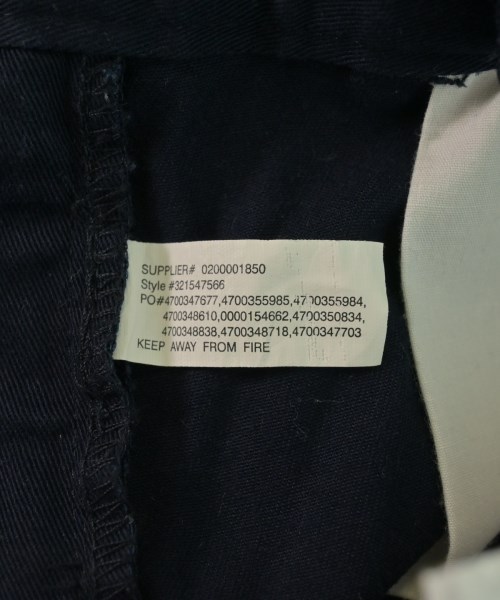 SUPPLIER# 0200001850
Style #321547566
PO#4700347677,4700355985,4700355984,
4700348610,0000154662,4700350834,
4700348838,4700348718,4700347703
KEEP AWAY FROM FIRE